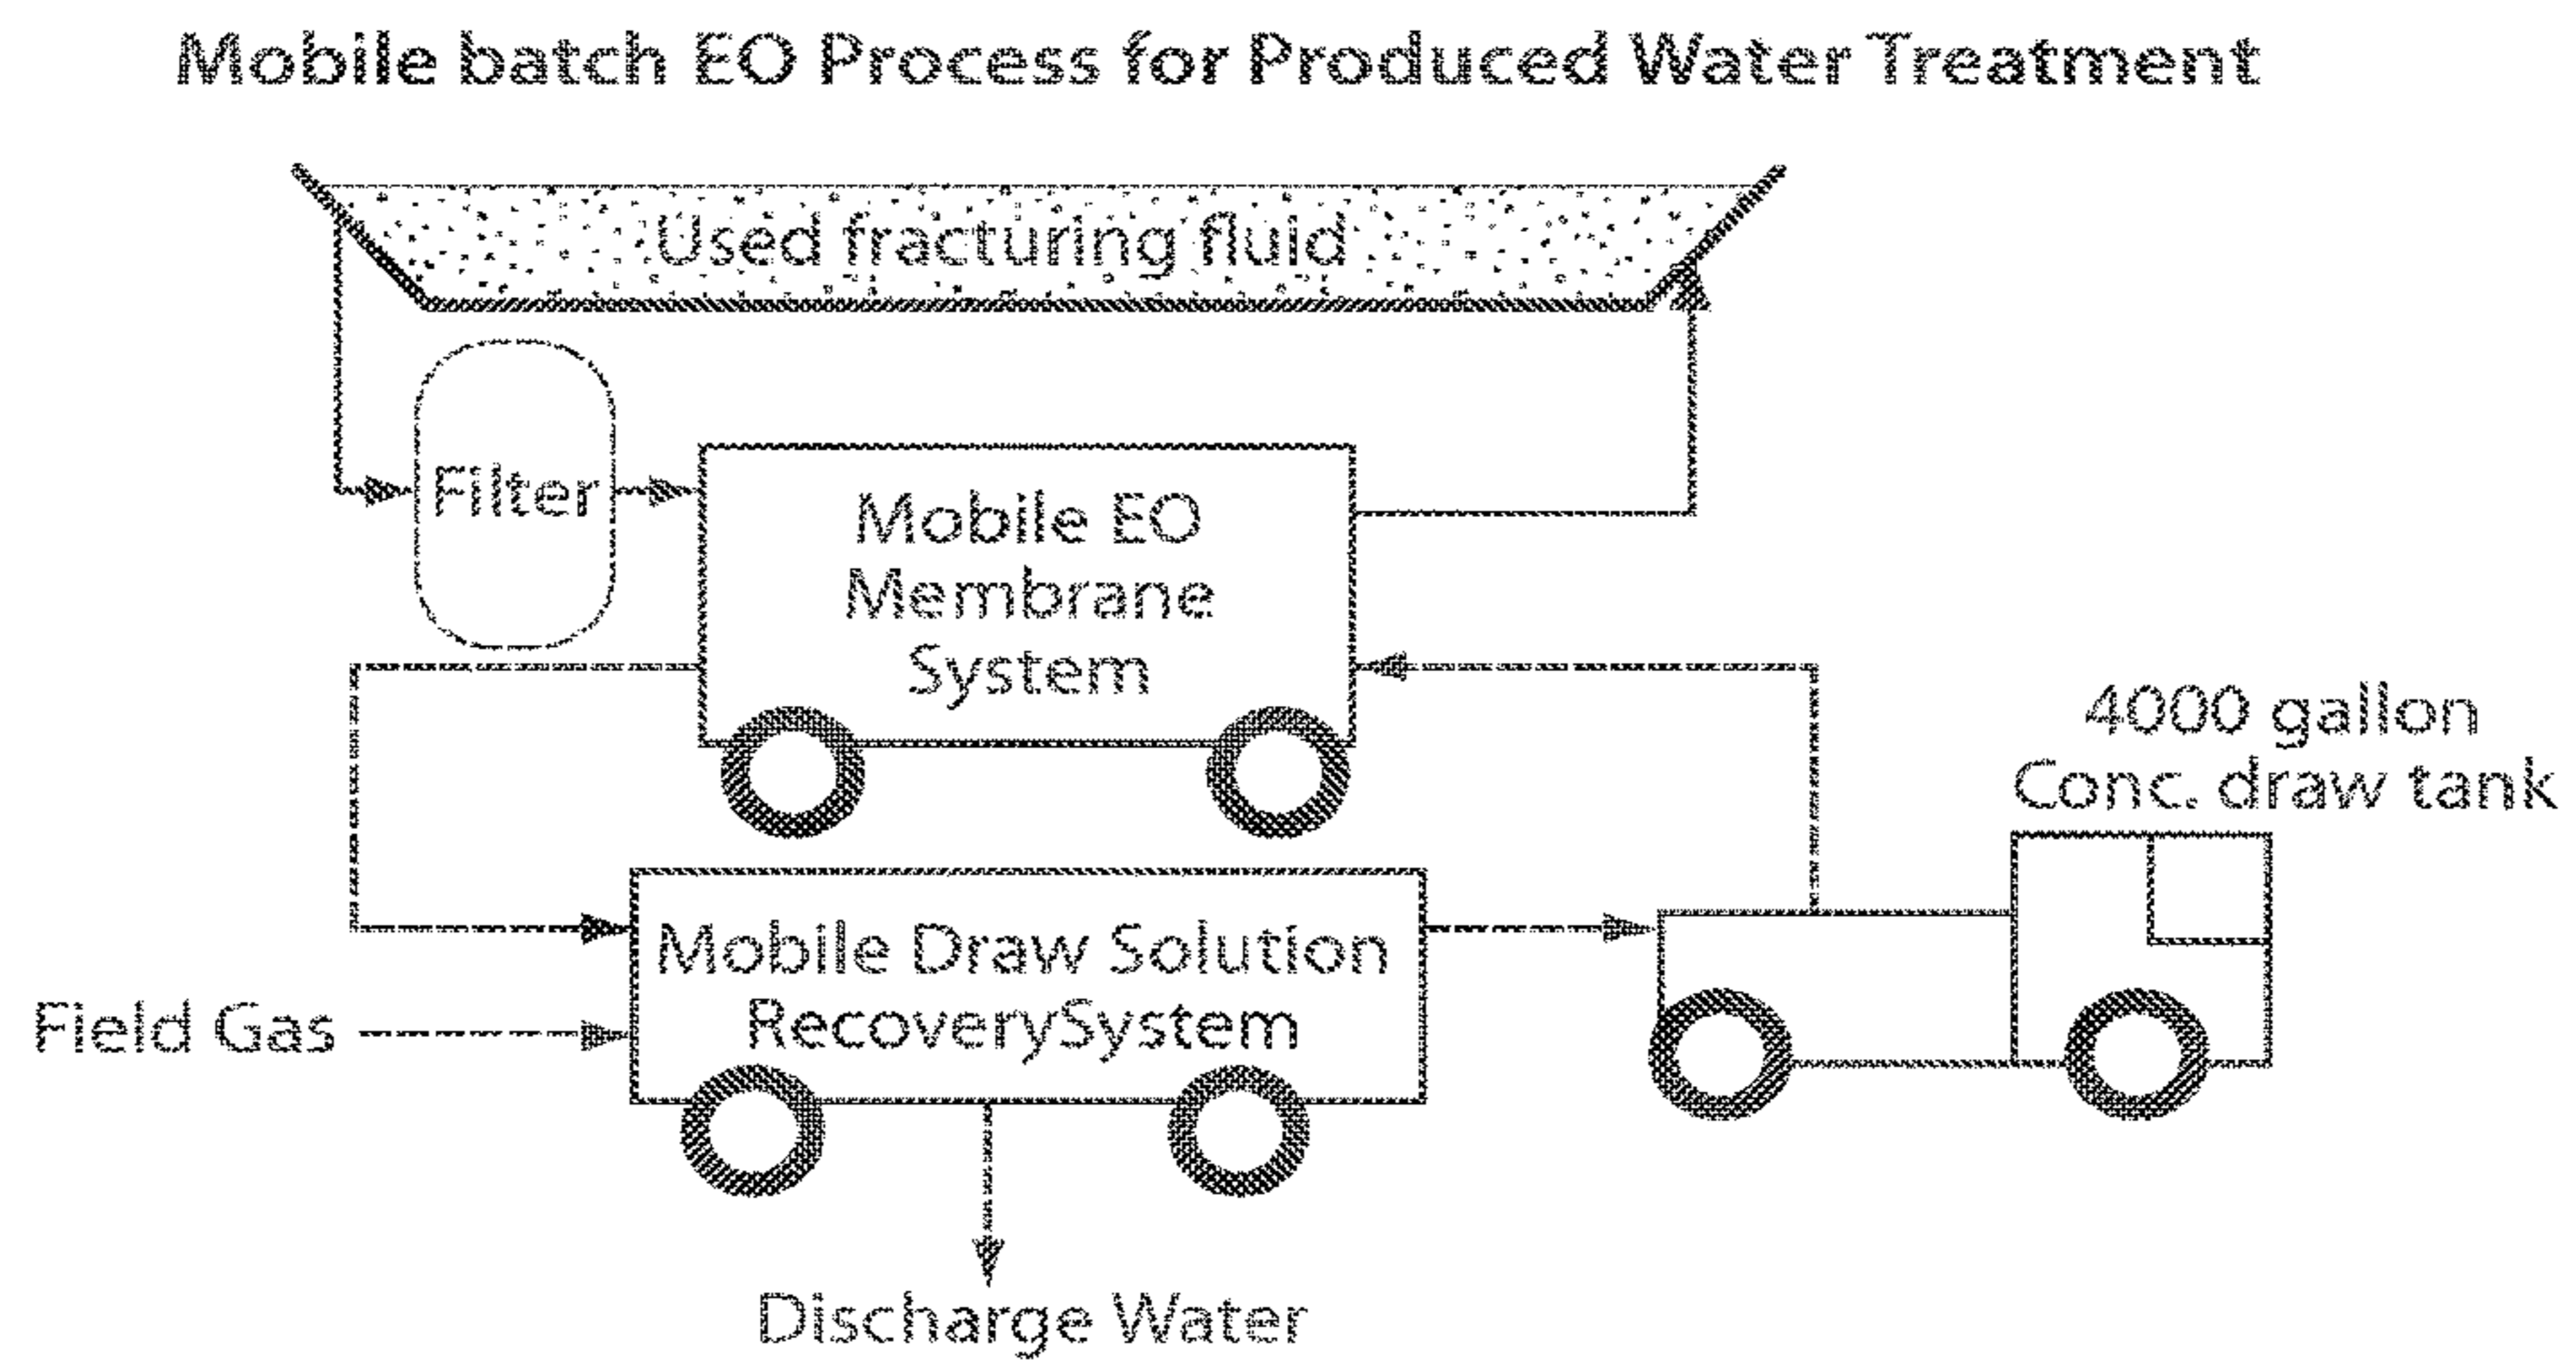 Mobile batch EO Process for Produced Water Treatment
Used fracturing fluid
Filter
Mobile EO
Membrane
System
4000 gallon
Conc. draw tank
Mobile Draw Solution
RecoverySystem
Field Gas
Discharge Water